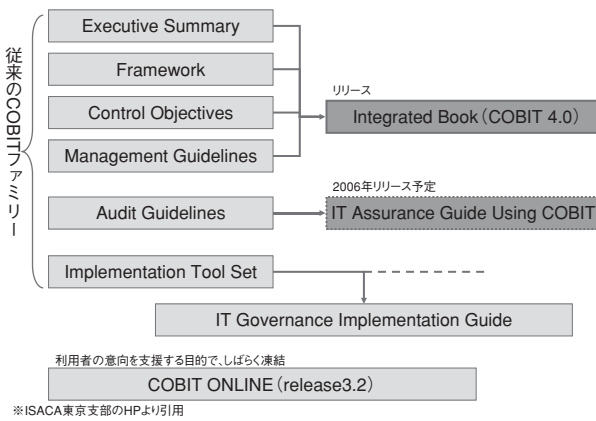 従来のCOBITファミリー
Executive Summary
Framework
Control Objectives
Management Guidelines
Audit Guidelines
Implementation Tool Set
リリース
Integrated Book（COBIT 4.0）
2006年リリース予定
IT Assurance Guide Using COBIT
IT Governance Implementation Guide
利用者の意向を支援する目的で、しばらく凍結
COBIT ONLINE（release3.2）
※ISACA東京支部のHPより引用